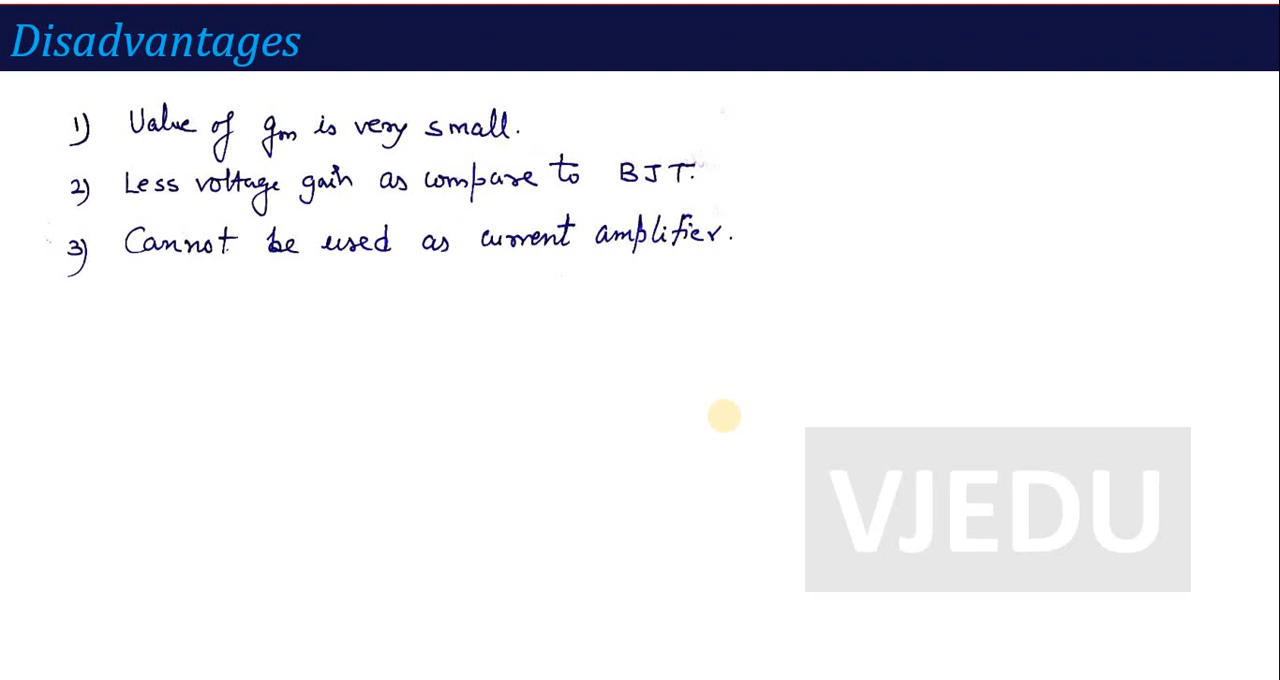 Disadvantages
1) Value of gm is very small.
2) Less voltage gain as compare to BJT.
3) Cannot be used as current amplifier.
VJEDU